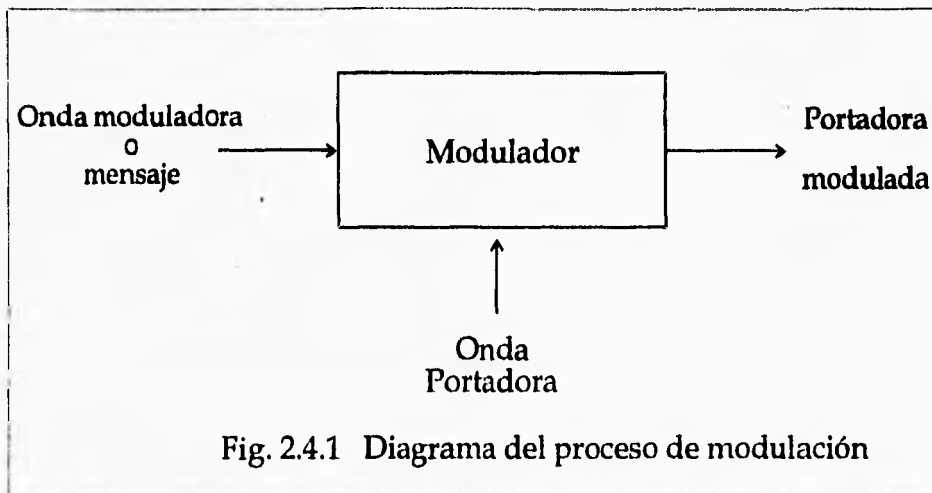 Onda moduladora
o
mensaje
Modulador
Portadora
modulada
Onda
Portadora
Fig. 2.4.1 Diagrama del proceso de modulación